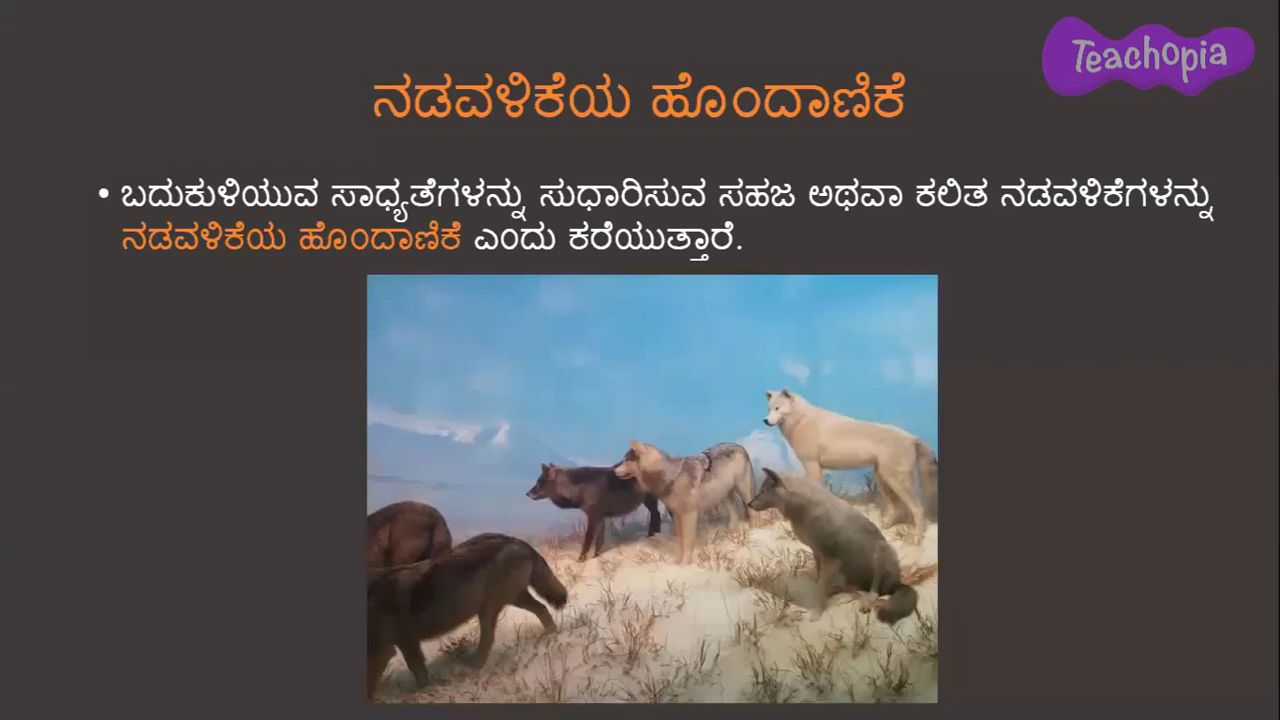 Teachopia
ನಡವಳಿಕೆಯ ಹೊಂದಾಣಿಕೆ
• ಬದುಕುಳಿಯುವ ಸಾಧ್ಯತೆಗಳನ್ನು ಸುಧಾರಿಸುವ ಸಹಜ ಅಥವಾ ಕಲಿತ ನಡವಳಿಕೆಗಳನ್ನು
ನಡವಳಿಕೆಯ ಹೊಂದಾಣಿಕೆ ಎಂದು ಕರೆಯುತ್ತಾರೆ.